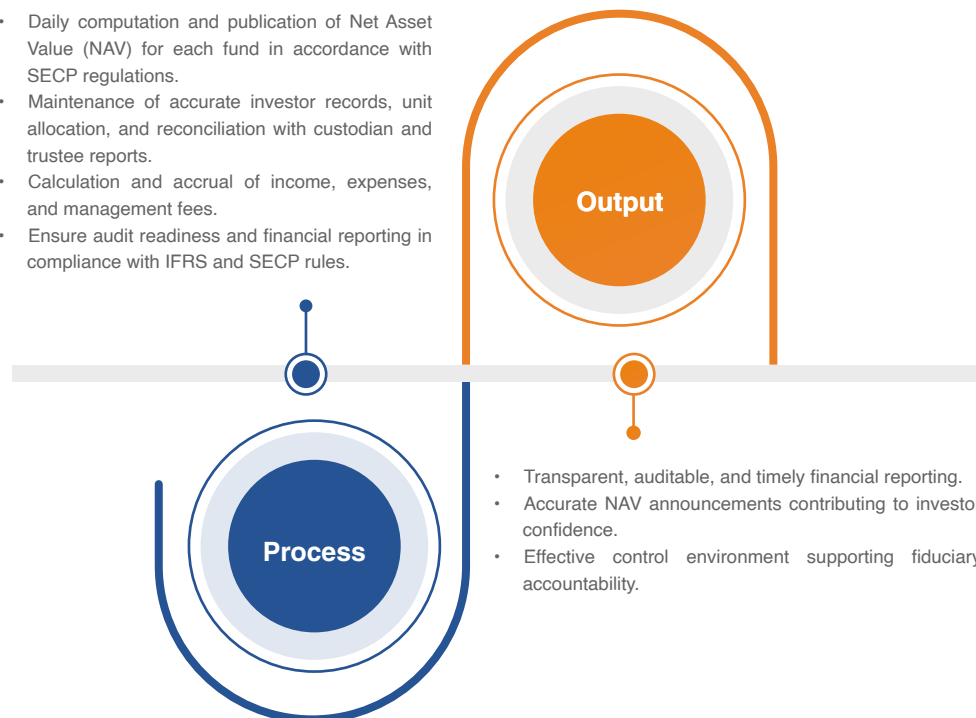 • Daily computation and publication of Net Asset
Value (NAV) for each fund in accordance with
SECP regulations.
• Maintenance of accurate investor records, unit
allocation, and reconciliation with custodian and
trustee reports.
• Calculation and accrual of income, expenses,
and management fees.
• Ensure audit readiness and financial reporting in
compliance with IFRS and SECP rules.
Output
Process
• Transparent, auditable, and timely financial reporting.
• Accurate NAV announcements contributing to investo
confidence.
• Effective control environment supporting fiduciary
accountability.